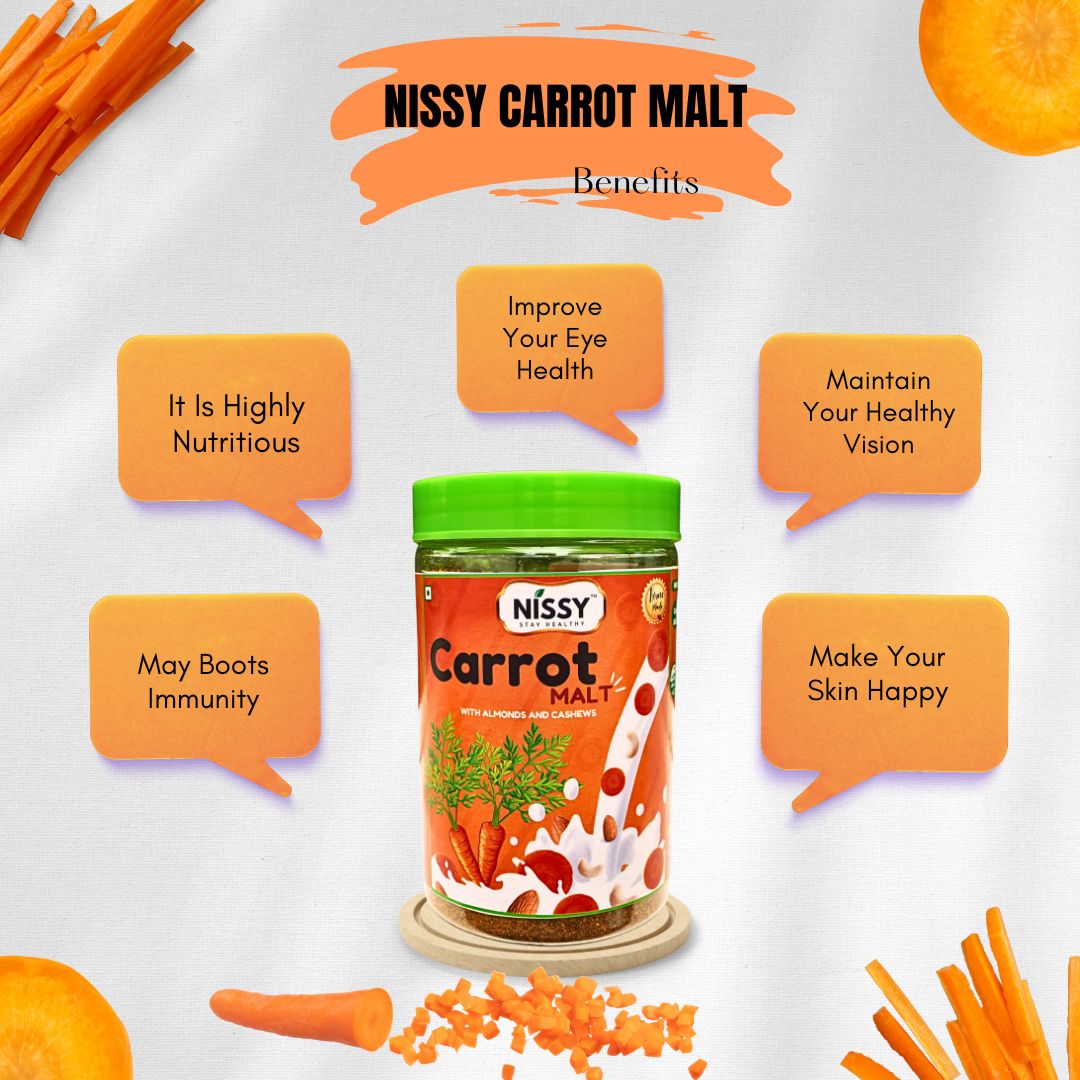 NISSY CARROT MALT
Benefits
Improve
Your Eye
Health
It Is Highly
Nutritious
Maintain
Your Healthy
Vision
May Boots
Immunity
Make Your
Skin Happy
NISSY™
STAY HEALTHY
Carrot
MALT
WITH ALMONDS AND CASHEWS